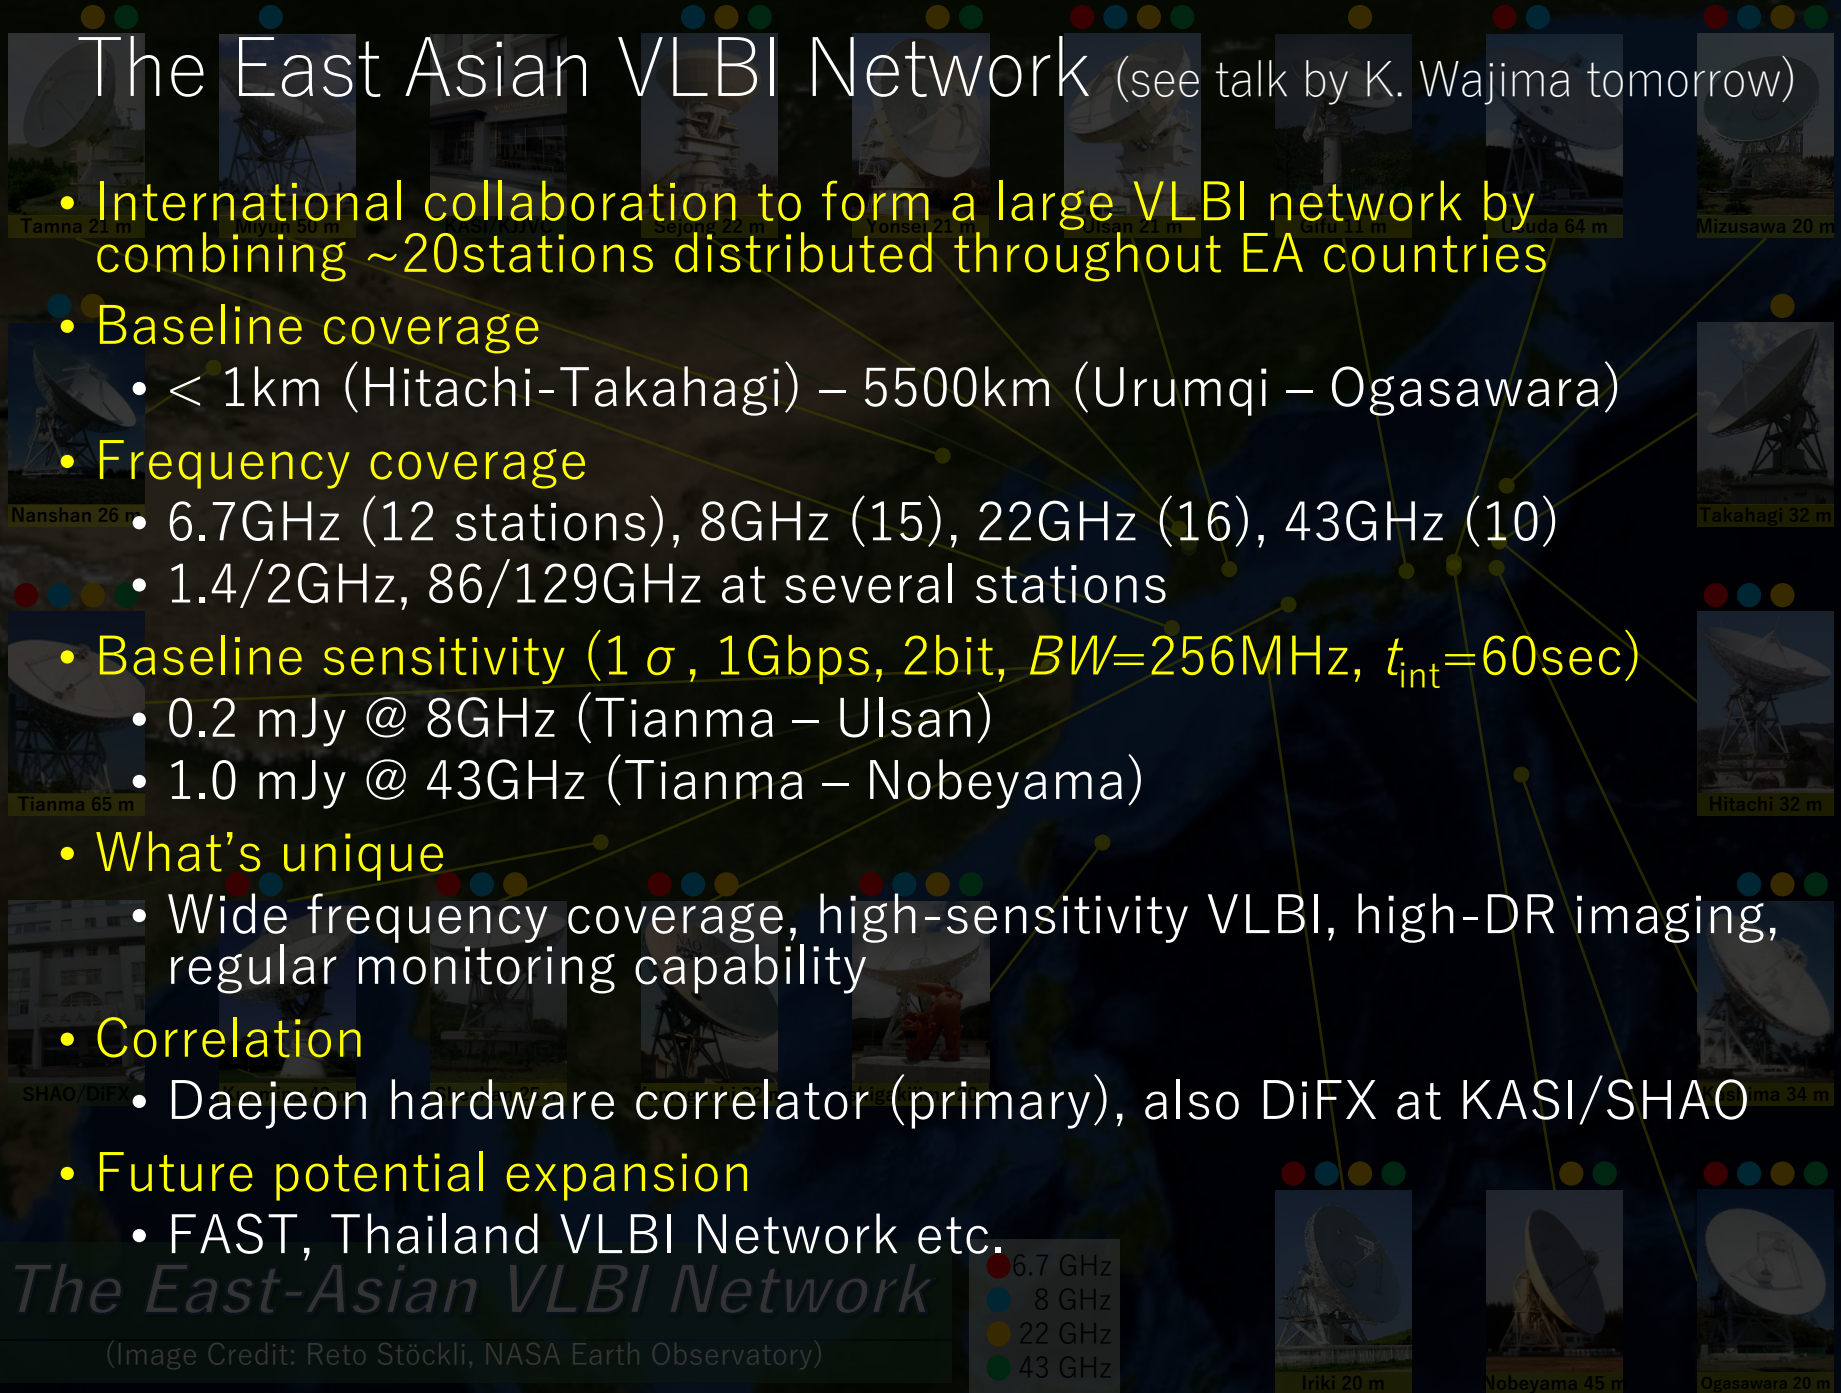 The East Asian VLBI Network (see talk by K. Wajima tomorrow)
• International collaboration to form a large VLBI network by
combining ~20stations distributed throughout EA countries
• Baseline coverage
• < 1km (Hitachi-Takahagi) – 5500km (Urumqi – Ogasawara)
• Frequency coverage
• 6.7GHz (12 stations), 8GHz (15), 22GHz (16), 43GHz (10)
• 1.4/2GHz, 86/129GHz at several stations
• Baseline sensitivity (1σ, 1Gbps, 2bit, BW=256MHz, tint=60sec)
• 0.2 mJy @ 8GHz (Tianma – Ulsan)
• 1.0 mJy @ 43GHz (Tianma – Nobeyama)
• What's unique
• Wide frequency coverage, high-sensitivity VLBI, high-DR imaging,
regular monitoring capability
• Correlation
• Daejeon hardware correlator (primary), also DiFX at KASI/SHAO
• Future potential expansion
• FAST, Thailand VLBI Network etc.
Tamna 21 m
Miyun 50 m
KASI/KJJVC
Sejong 22 m
Yonsei 21 m
Ulsan 21 m
Gifu 11 m
Usuda 64 m
Mizusawa 20 m
Nanshan 26 m
Takahagi 32 m
Tianma 65 m
Hitachi 32 m
SHAO/DiFX
Kashima 34 m
Iriki 20 m
Nobeyama 45 m
Ogasawara 20 m
The East-Asian VLBI Network
(Image Credit: Reto Stöckli, NASA Earth Observatory)
6.7 GHz
8 GHz
22 GHz
43 GHz